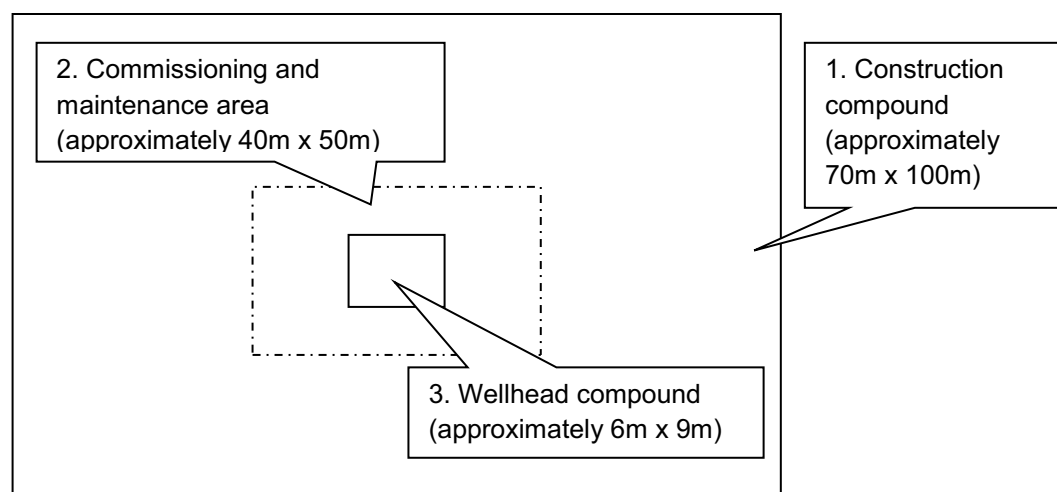 2. Commissioning and
maintenance area
(approximately 40m x 50m)
1. Construction
compound
(approximately
70m x 100m)
3. Wellhead compound
(approximately 6m x 9m)